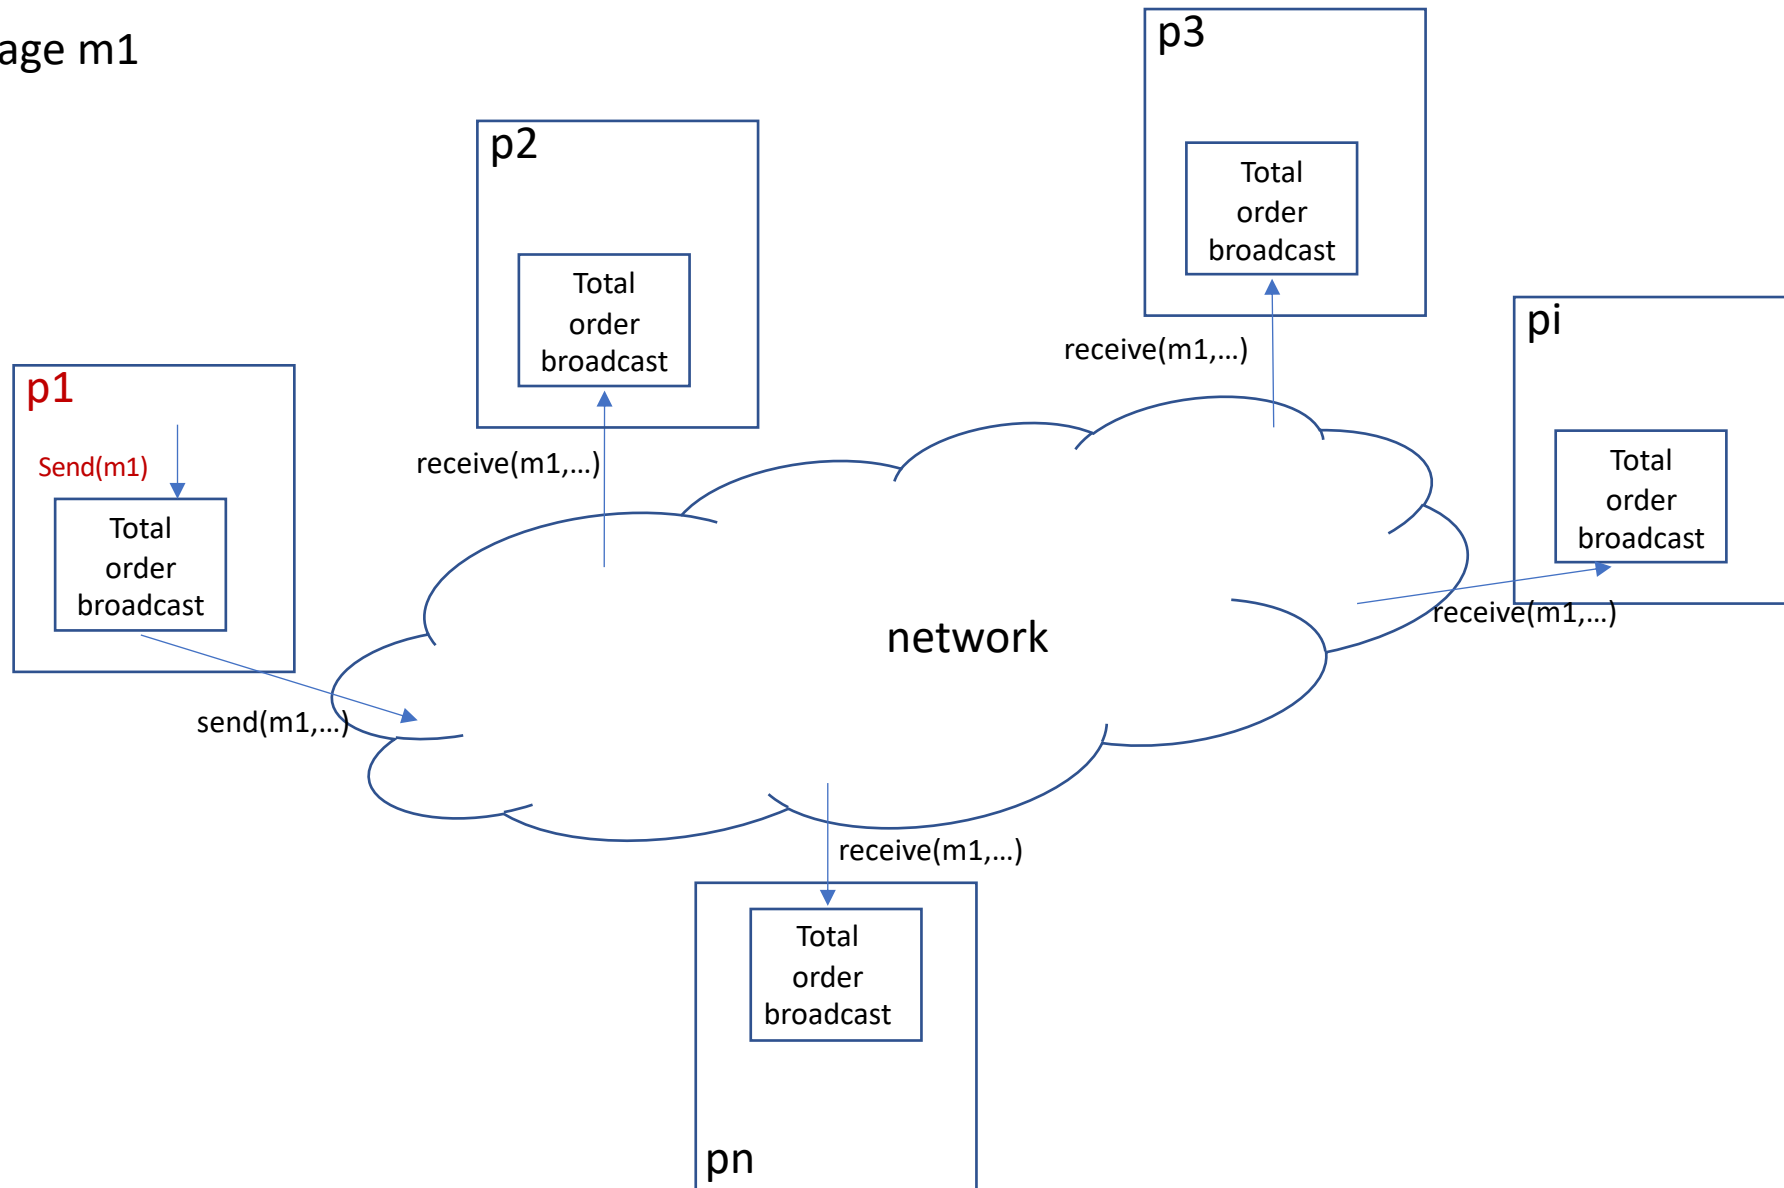 age m1
p3
Total
order
broadcast
receive(m1,...)
p2
Total
order
broadcast
receive(m1,...)
pi
Total
order
broadcast
receive(m1,...)
p1
Send(m1)
Total
order
broadcast
send(m1,...)
network
receive(m1,...)
Total
order
broadcast
pn